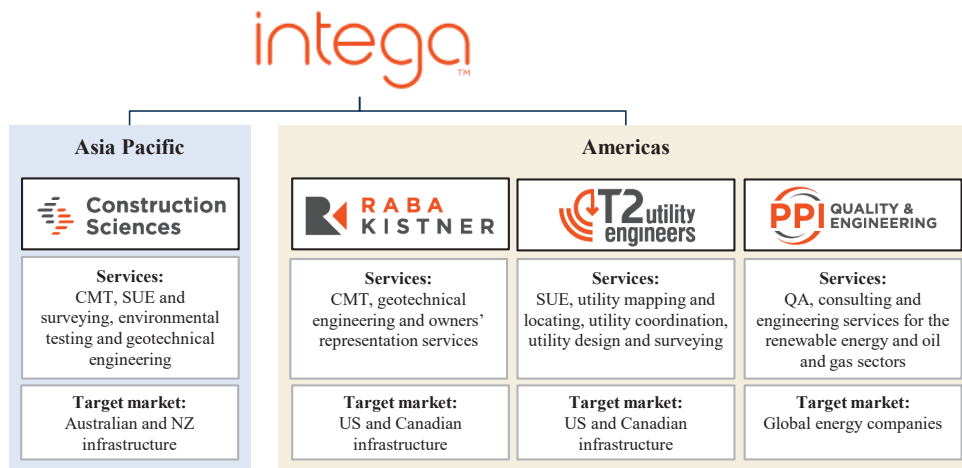 intega
TM
Asia Pacific
Construction
Sciences
Services:
CMT, SUE and
surveying, environmental
testing and geotechnical
engineering
Target market:
Australian and NZ
infrastructure
Americas
RABA
KISTNER
Services:
CMT, geotechnical
engineering and owners’
representation services
Target market:
US and Canadian
infrastructure
T2 utility
engineers
Services:
SUE, utility mapping and
locating, utility coordination,
utility design and surveying
Target market:
US and Canadian
infrastructure
PPI QUALITY &
ENGINEERING
Services:
QA, consulting and
engineering services for the
renewable energy and oil
and gas sectors
Target market:
Global energy companies